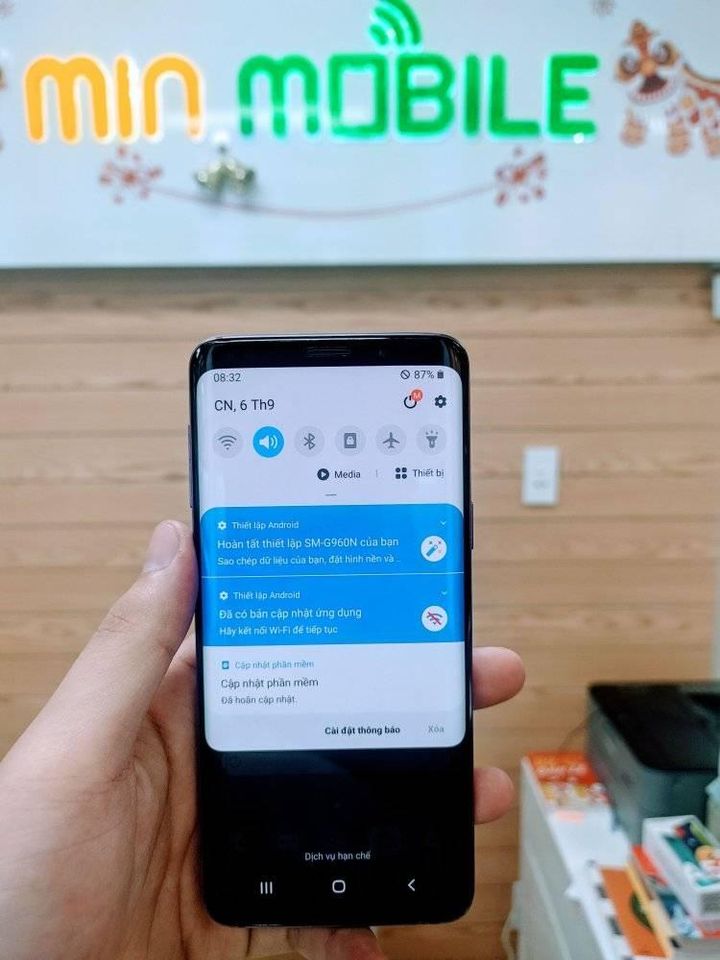 min MOBILE
08:32
87%
CN, 6 Th9
M
Media
Thiết bị
Thiết lập Android
Hoàn tất thiết lập SM-G960N của bạn
Sao chép dữ liệu của bạn, đặt hình nền và ..
Thiết lập Android
Đã có bản cập nhật ứng dụng
Hãy kết nối Wi-Fi để tiếp tục
Cập nhật phần mềm
Cập nhật phần mềm
Đã hoãn cập nhật.
Cài đặt thông báo
Xóa
Dịch vụ hạn chế